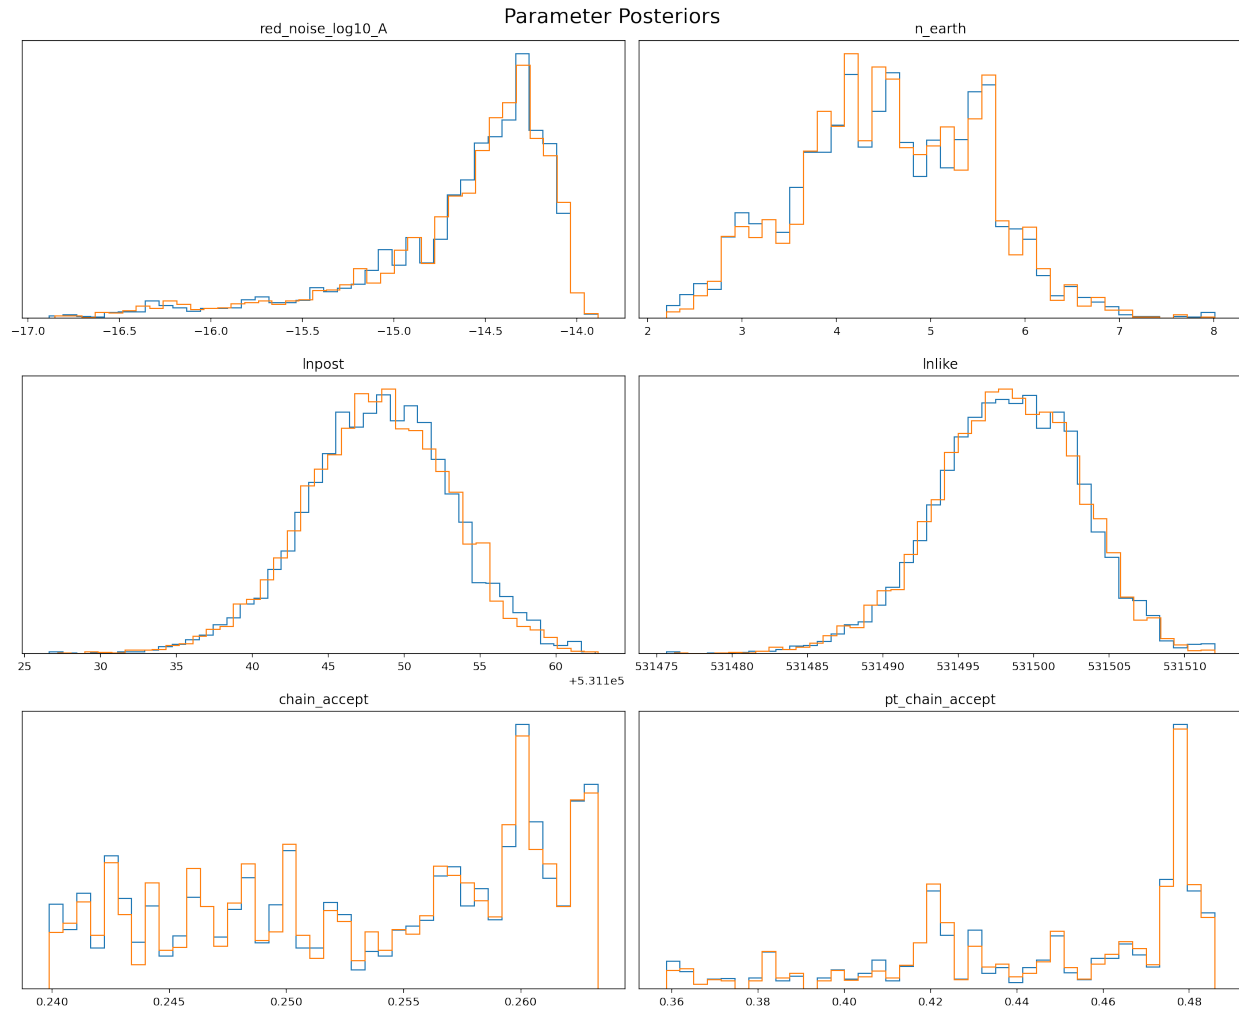 Parameter Posteriors
red_noise_log10_A n_earth
−17.0 −16.5 −16.0 −15.5 −15.0 −14.5 −14.0 2 3 4 5 6 7 8
lnpost lnlike
25 30 35 40 45 50 55 60 531475 531480 531485 531490 531495 531500 531505 531510
+5.311e5
chain_accept pt_chain_accept
0.240 0.245 0.250 0.255 0.260 0.36 0.38 0.40 0.42 0.44 0.46 0.48